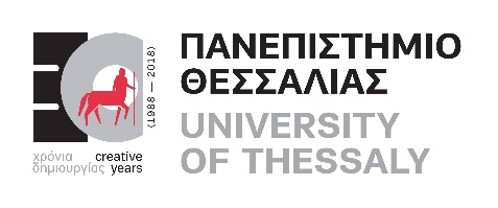 (1988 – 2018)
χρόνια creative
δημιουργίας years
ΠΑΝΕΠΙΣΤΗΜΙΟ
ΘΕΣΣΑΛΙΑΣ
UNIVERSITY
OF THESSALY